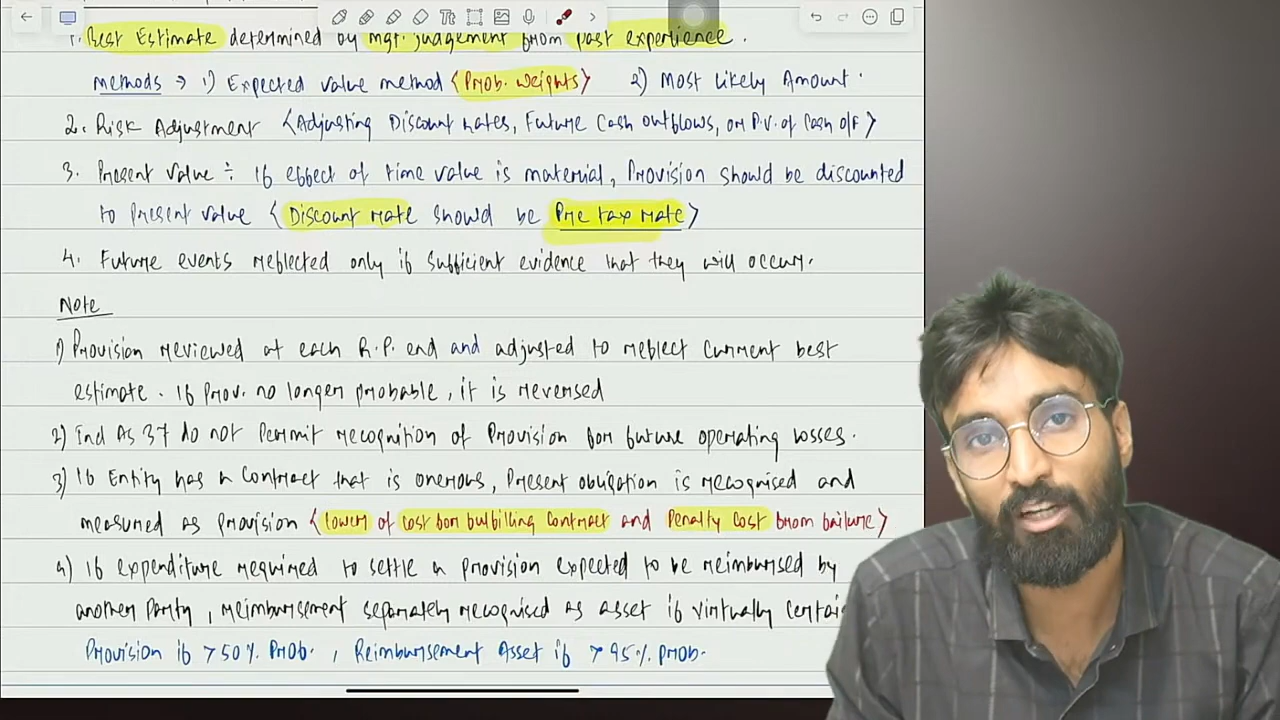 1. Best Estimate determined by mgt. judgement from past experience.
Methods → 1) Expected value method <Prob. weights> 2) Most Likely Amount.
2. Risk Adjustment <Adjusting Discount rates, Future Cash outflows, or P.V. of Cash o/F>
3. Present Value ÷ If effect of time value is material, Provision should be discounted
to Present Value <Discount rate should be Pre tax rate>
4. Future events reflected only if sufficient evidence that they will occur.
Note
1) Provision reviewed at each R.P. end and adjusted to reflect current best
estimate. If Prov. no longer probable, it is reversed
2) Ind As 37 do not Permit recognition of Provision for future operating losses.
3) If Entity has a Contract that is onerous, Present obligation is recognised and
measured as Provision <lower of cost for fulfilling contract and Penalty cost from failure>
4) If expenditure required to settle a provision expected to be reimbursed by
another Party, reimbursement separately recognised as asset if virtually certai
Provision if >50% Prob., Reimbursement Asset if >95% Prob.